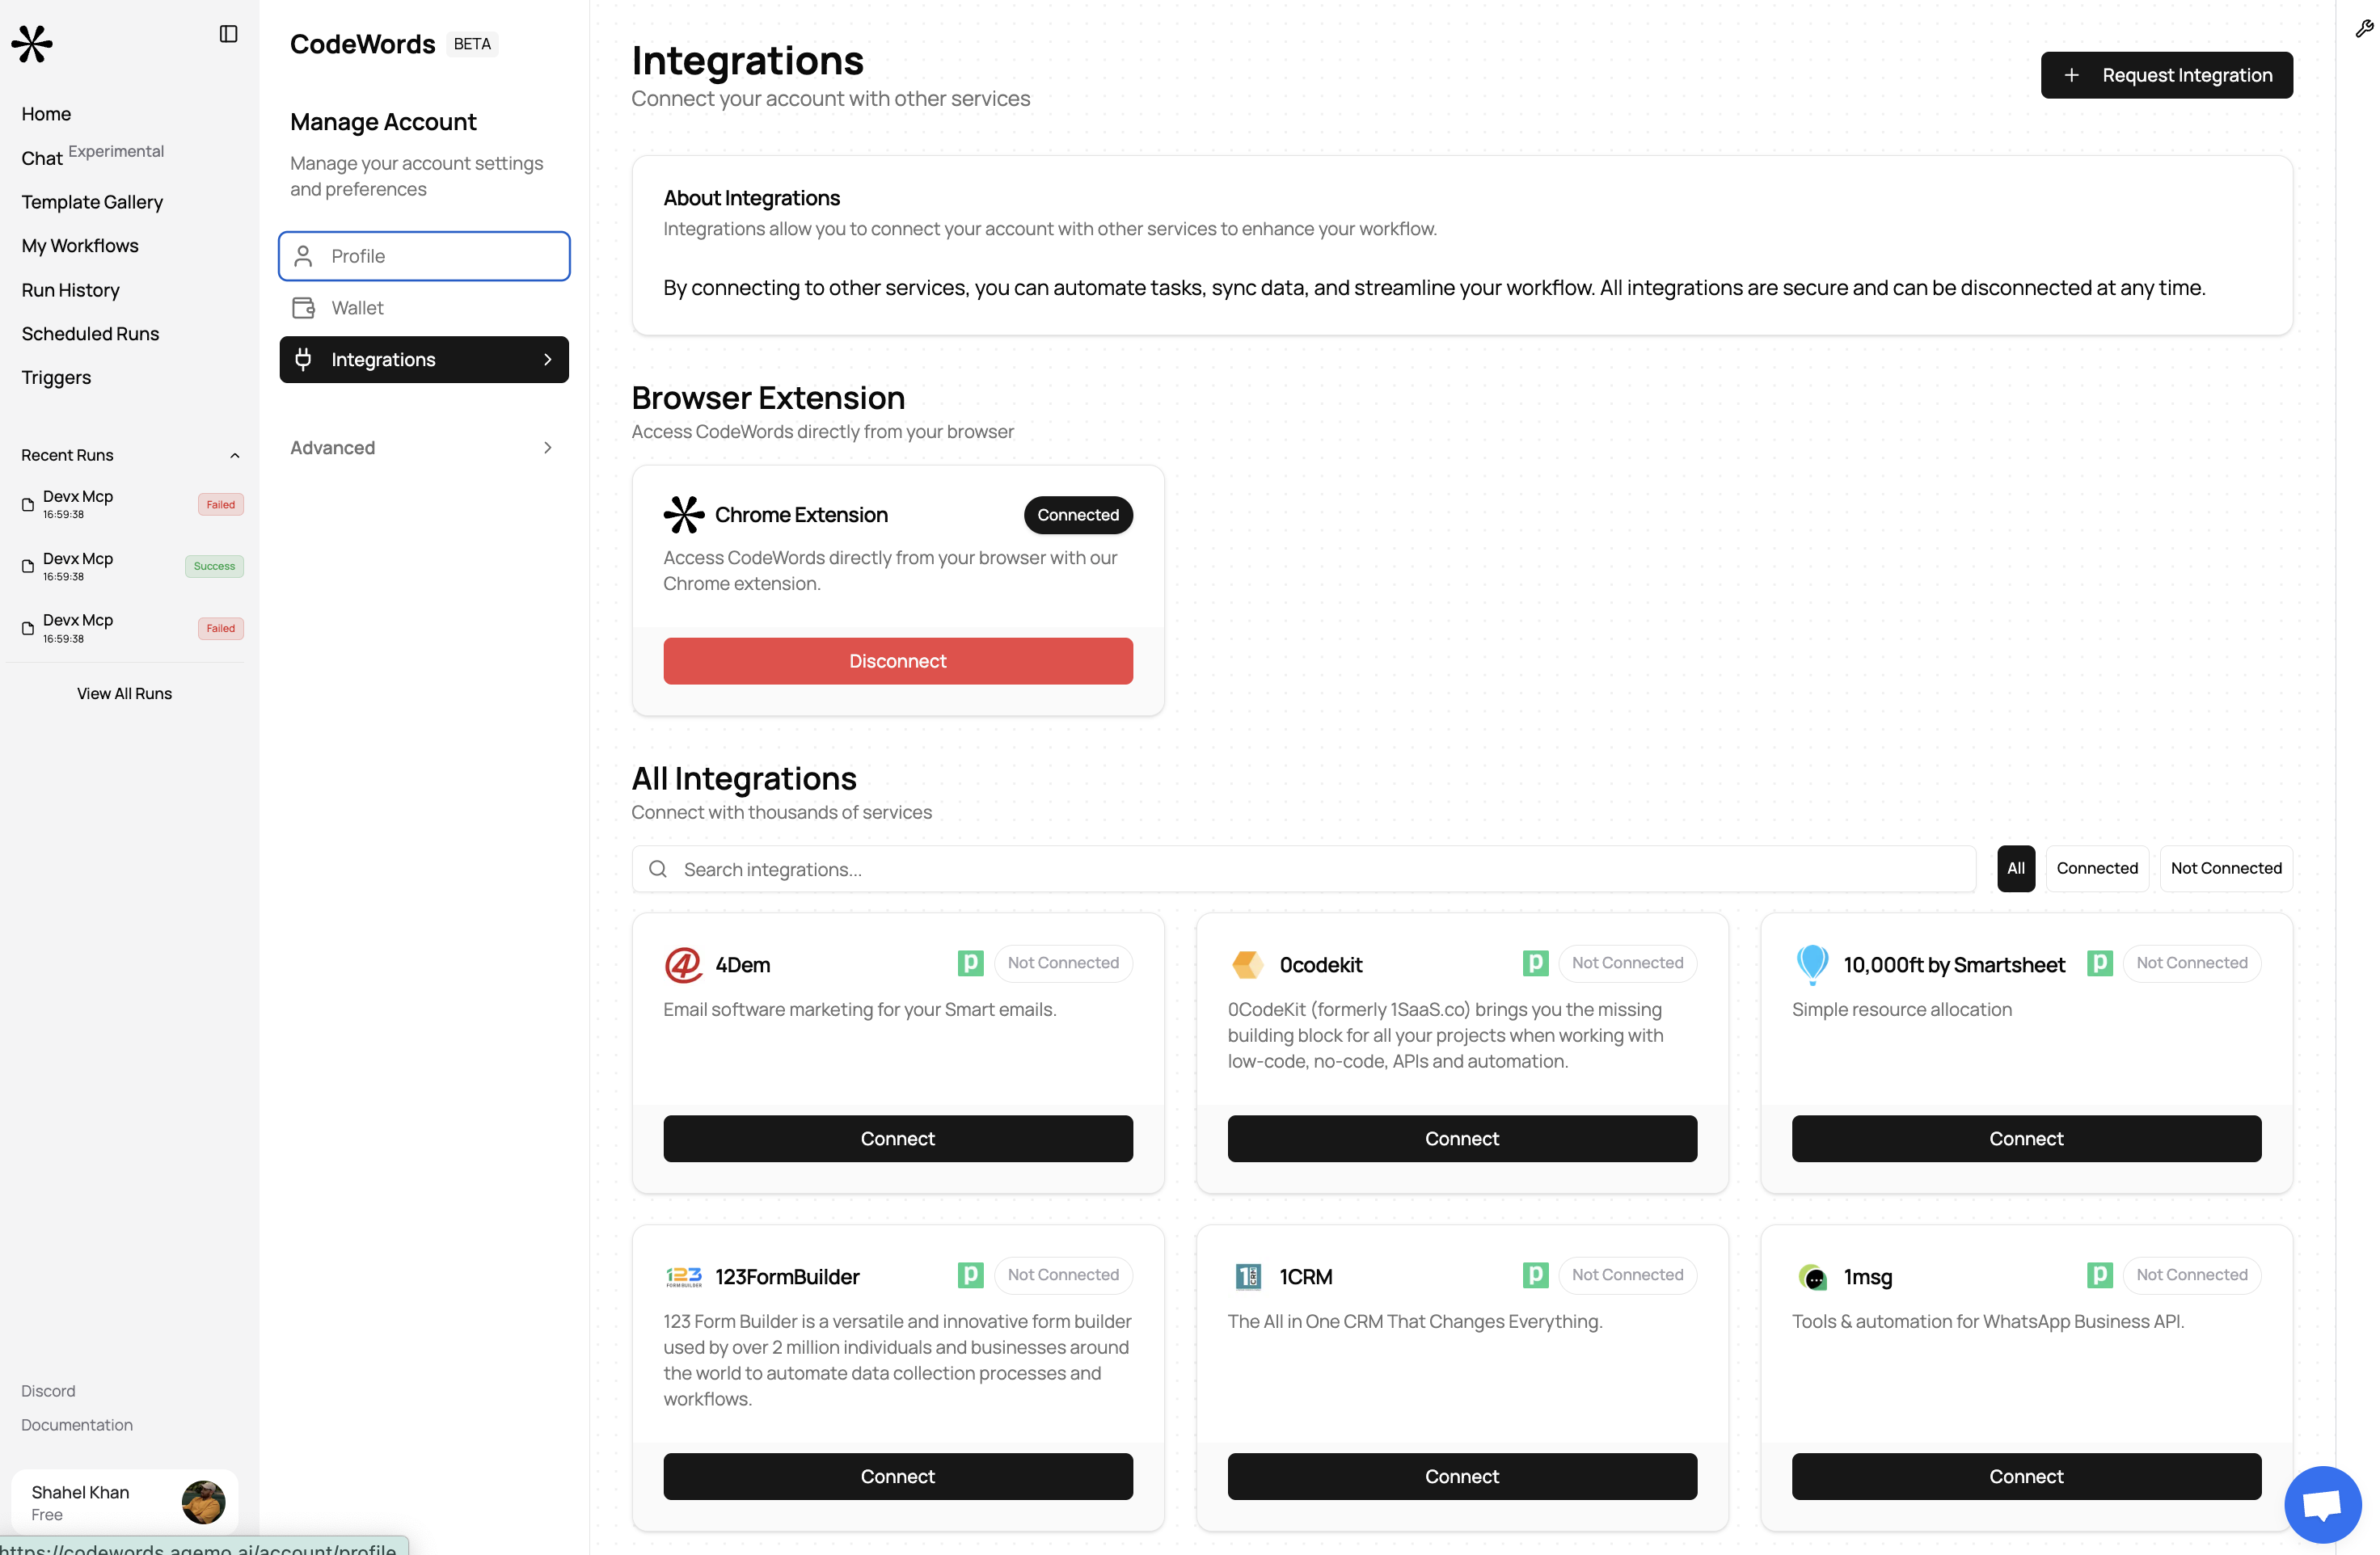 Home
Chat Experimental
Template Gallery
My Workflows
Run History
Scheduled Runs
Triggers
Recent Runs
Devx Mcp
16:59:38
Failed
Devx Mcp
16:59:38
Success
Devx Mcp
16:59:38
Failed
View All Runs
Discord
Documentation
Shahel Khan
Free
https://codewords.agemo.ai/account/profile
CodeWords BETA
Manage Account
Manage your account settings
and preferences
Profile
Wallet
Integrations
Advanced
Integrations
Connect your account with other services
+ Request Integration
About Integrations
Integrations allow you to connect your account with other services to enhance your workflow.
By connecting to other services, you can automate tasks, sync data, and streamline your workflow. All integrations are secure and can be disconnected at any time.
Browser Extension
Access CodeWords directly from your browser
Chrome Extension
Connected
Access CodeWords directly from your browser with our
Chrome extension.
Disconnect
All Integrations
Connect with thousands of services
Search integrations...
All
Connected
Not Connected
4Dem
p
Not Connected
Email software marketing for your Smart emails.
Connect
0codekit
p
Not Connected
0CodeKit (formerly 1SaaS.co) brings you the missing
building block for all your projects when working with
low-code, no-code, APIs and automation.
Connect
10,000ft by Smartsheet
p
Not Connected
Simple resource allocation
Connect
123 FORM BUILDER
123FormBuilder
p
Not Connected
123 Form Builder is a versatile and innovative form builder
used by over 2 million individuals and businesses around
the world to automate data collection processes and
workflows.
Connect
1CRM
p
Not Connected
The All in One CRM That Changes Everything.
Connect
1msg
p
Not Connected
Tools & automation for WhatsApp Business API.
Connect